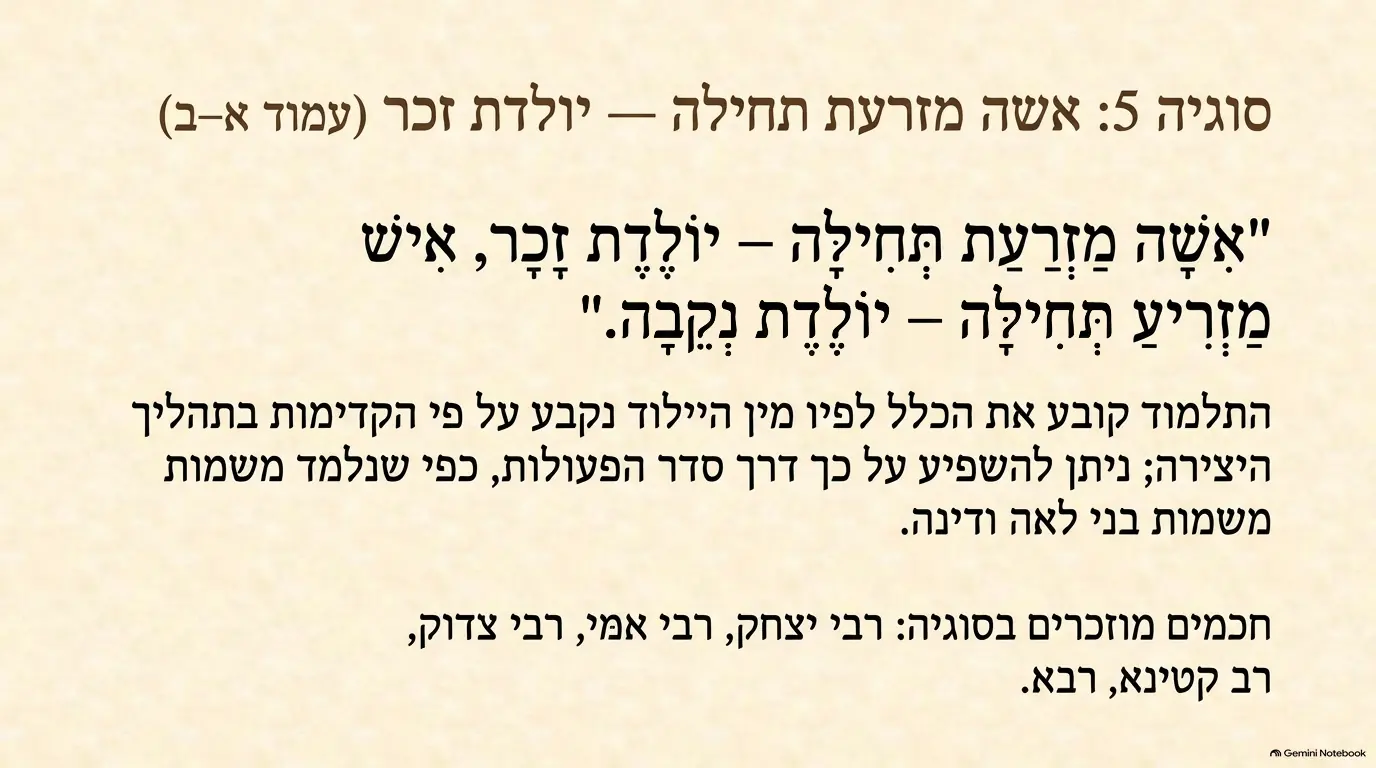 סוגיה 5: אשה מזרעת תחילה — יולדת זכר (עמוד א–ב)
"אִשָּׁה מַזְרַעַת תְּחִילָּה – יוֹלֶדֶת זָכָר, אִישׁ
מַזְרִיעַ תְּחִילָּה – יוֹלֶדֶת נְקֵבָה."
התלמוד קובע את הכלל לפיו מין היילוד נקבע על פי הקדימות בתהליך
היצירה; ניתן להשפיע על כך דרך סדר הפעולות, כפי שנלמד משמות
משמות בני לאה ודינה.
חכמים מוזכרים בסוגיה: רבי יצחק, רבי אמי, רבי צדוק,
רב קטינא, רבא.
Gemini Notebook